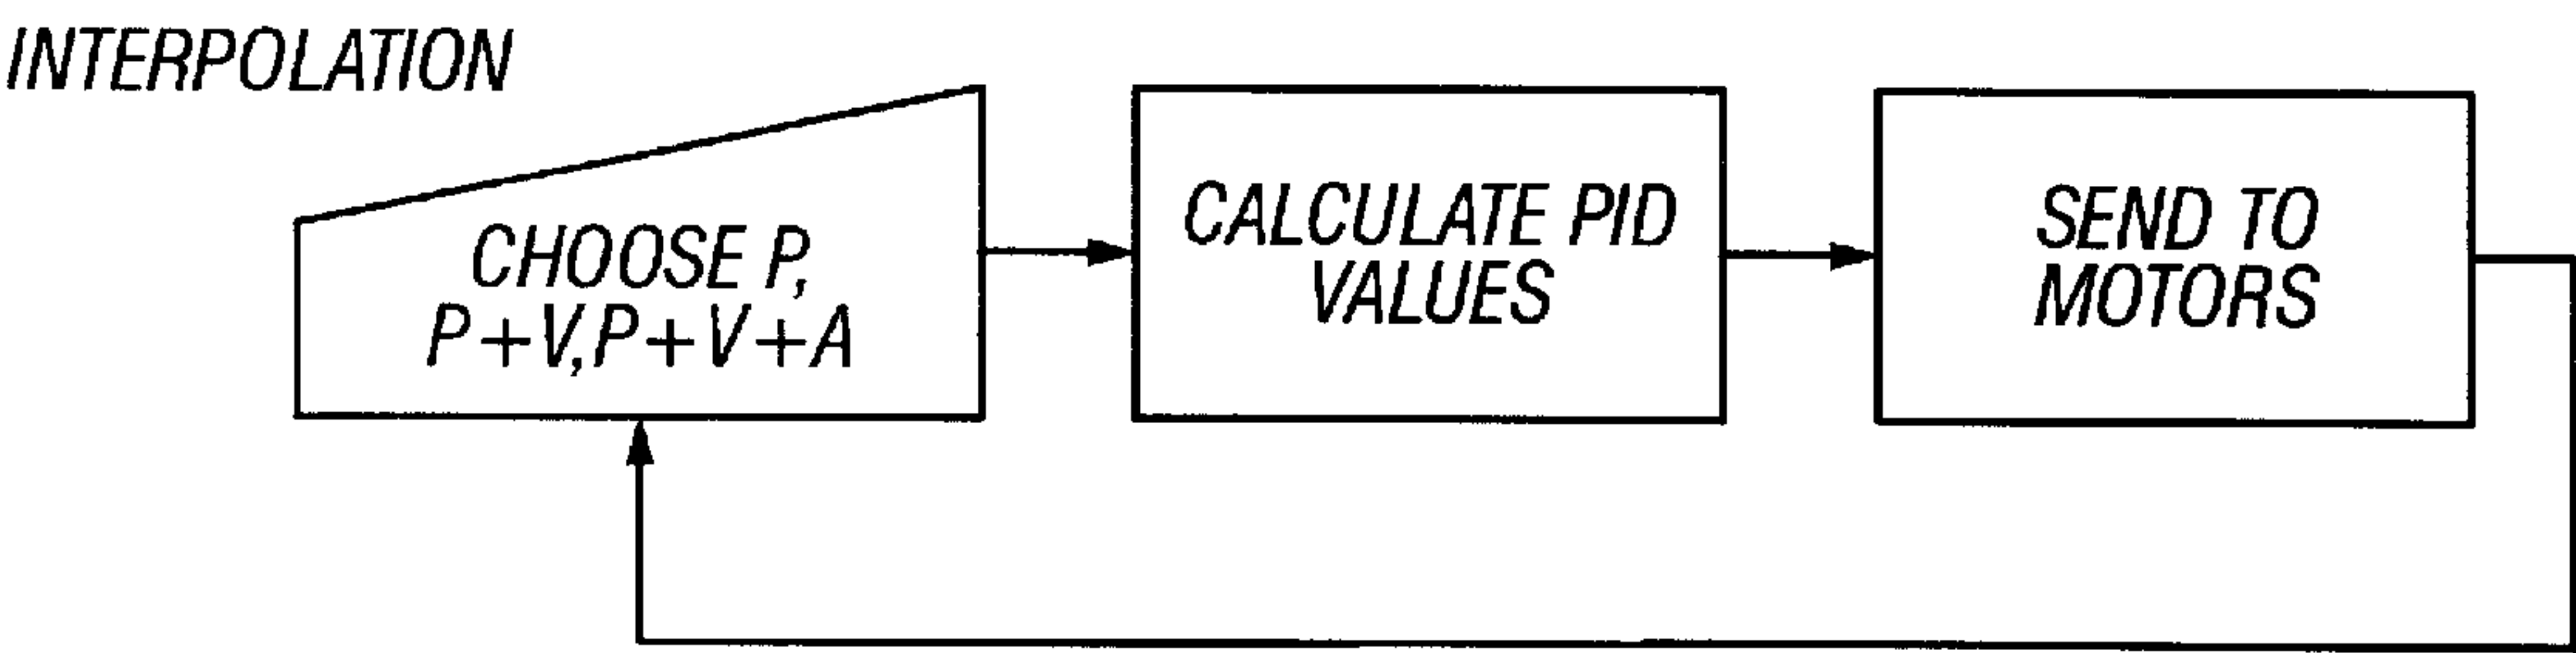 INTERPOLATION
CHOOSE P,
P+V,P+V+A
CALCULATE PID
VALUES
SEND TO
MOTORS